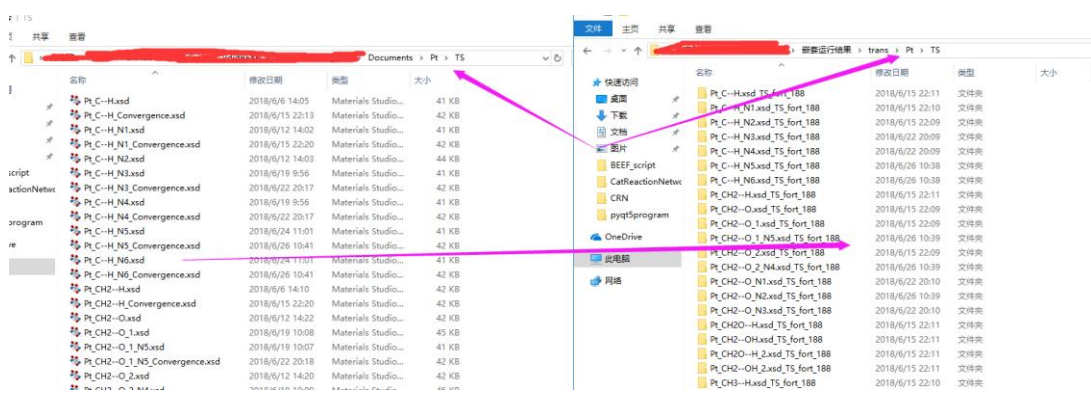 TS
共享 查看
Documents › Pt › TS
名称 修改日期 类型 大小
Pt_C--H.xsd 2018/6/6 14:05 Materials Studio... 41 KB
Pt_C--H_Convergence.xsd 2018/6/15 22:13 Materials Studio... 42 KB
Pt_C--H_N1.xsd 2018/6/12 14:02 Materials Studio... 41 KB
Pt_C--H_N1_Convergence.xsd 2018/6/15 22:20 Materials Studio... 42 KB
Pt_C--H_N2.xsd 2018/6/12 14:03 Materials Studio... 44 KB
Pt_C--H_N3.xsd 2018/6/19 9:56 Materials Studio... 41 KB
Pt_C--H_N3_Convergence.xsd 2018/6/22 20:17 Materials Studio... 42 KB
Pt_C--H_N4.xsd 2018/6/19 9:56 Materials Studio... 41 KB
Pt_C--H_N4_Convergence.xsd 2018/6/22 20:17 Materials Studio... 42 KB
Pt_C--H_N5.xsd 2018/6/24 11:01 Materials Studio... 41 KB
Pt_C--H_N5_Convergence.xsd 2018/6/26 10:41 Materials Studio... 42 KB
Pt_C--H_N6.xsd 2018/6/24 11:01 Materials Studio... 41 KB
Pt_C--H_N6_Convergence.xsd 2018/6/26 10:41 Materials Studio... 42 KB
Pt_CH2--H.xsd 2018/6/6 14:10 Materials Studio... 42 KB
Pt_CH2--H_Convergence.xsd 2018/6/15 22:20 Materials Studio... 42 KB
Pt_CH2--O.xsd 2018/6/12 14:22 Materials Studio... 42 KB
Pt_CH2--O_1.xsd 2018/6/19 10:08 Materials Studio... 45 KB
Pt_CH2--O_1_N5.xsd 2018/6/19 10:07 Materials Studio... 41 KB
Pt_CH2--O_1_N5_Convergence.xsd 2018/6/22 20:18 Materials Studio... 42 KB
Pt_CH2--O_2.xsd 2018/6/12 14:20 Materials Studio... 42 KB
script
actionNetwo
program
ve
文件 主页 共享 查看
嵌套运行结果 › trans › Pt › TS
快速访问
桌面
下载
文档
图片
BEEF_script
CatReactionNetwo
CRN
pyqt5program
OneDrive
此电脑
网络
名称 修改日期 类型 大小
Pt_C--H.xsd_TS_fort_188 2018/6/15 22:11 文件夹
Pt_C--H_N1.xsd_TS_fort_188 2018/6/15 22:10 文件夹
Pt_C--H_N2.xsd_TS_fort_188 2018/6/15 22:09 文件夹
Pt_C--H_N3.xsd_TS_fort_188 2018/6/22 20:09 文件夹
Pt_C--H_N4.xsd_TS_fort_188 2018/6/22 20:09 文件夹
Pt_C--H_N5.xsd_TS_fort_188 2018/6/26 10:38 文件夹
Pt_C--H_N6.xsd_TS_fort_188 2018/6/26 10:38 文件夹
Pt_CH2--H.xsd_TS_fort_188 2018/6/15 22:11 文件夹
Pt_CH2--O.xsd_TS_fort_188 2018/6/15 22:09 文件夹
Pt_CH2--O_1.xsd_TS_fort_188 2018/6/15 22:09 文件夹
Pt_CH2--O_1_N5.xsd_TS_fort_188 2018/6/26 10:39 文件夹
Pt_CH2--O_2.xsd_TS_fort_188 2018/6/15 22:09 文件夹
Pt_CH2--O_2_N4.xsd_TS_fort_188 2018/6/26 10:39 文件夹
Pt_CH2--O_N1.xsd_TS_fort_188 2018/6/15 22:11 文件夹
Pt_CH2--O_N2.xsd_TS_fort_188 2018/6/26 10:39 文件夹
Pt_CH2--O_N3.xsd_TS_fort_188 2018/6/22 20:10 文件夹
Pt_CH2O--H.xsd_TS_fort_188 2018/6/15 22:11 文件夹
Pt_CH2--OH.xsd_TS_fort_188 2018/6/15 22:11 文件夹
Pt_CH2O--H_2.xsd_TS_fort_188 2018/6/15 22:11 文件夹
Pt_CH2--OH_2.xsd_TS_fort_188 2018/6/15 22:11 文件夹
Pt_CH3--H.xsd_TS_fort_188 2018/6/15 22:10 文件夹